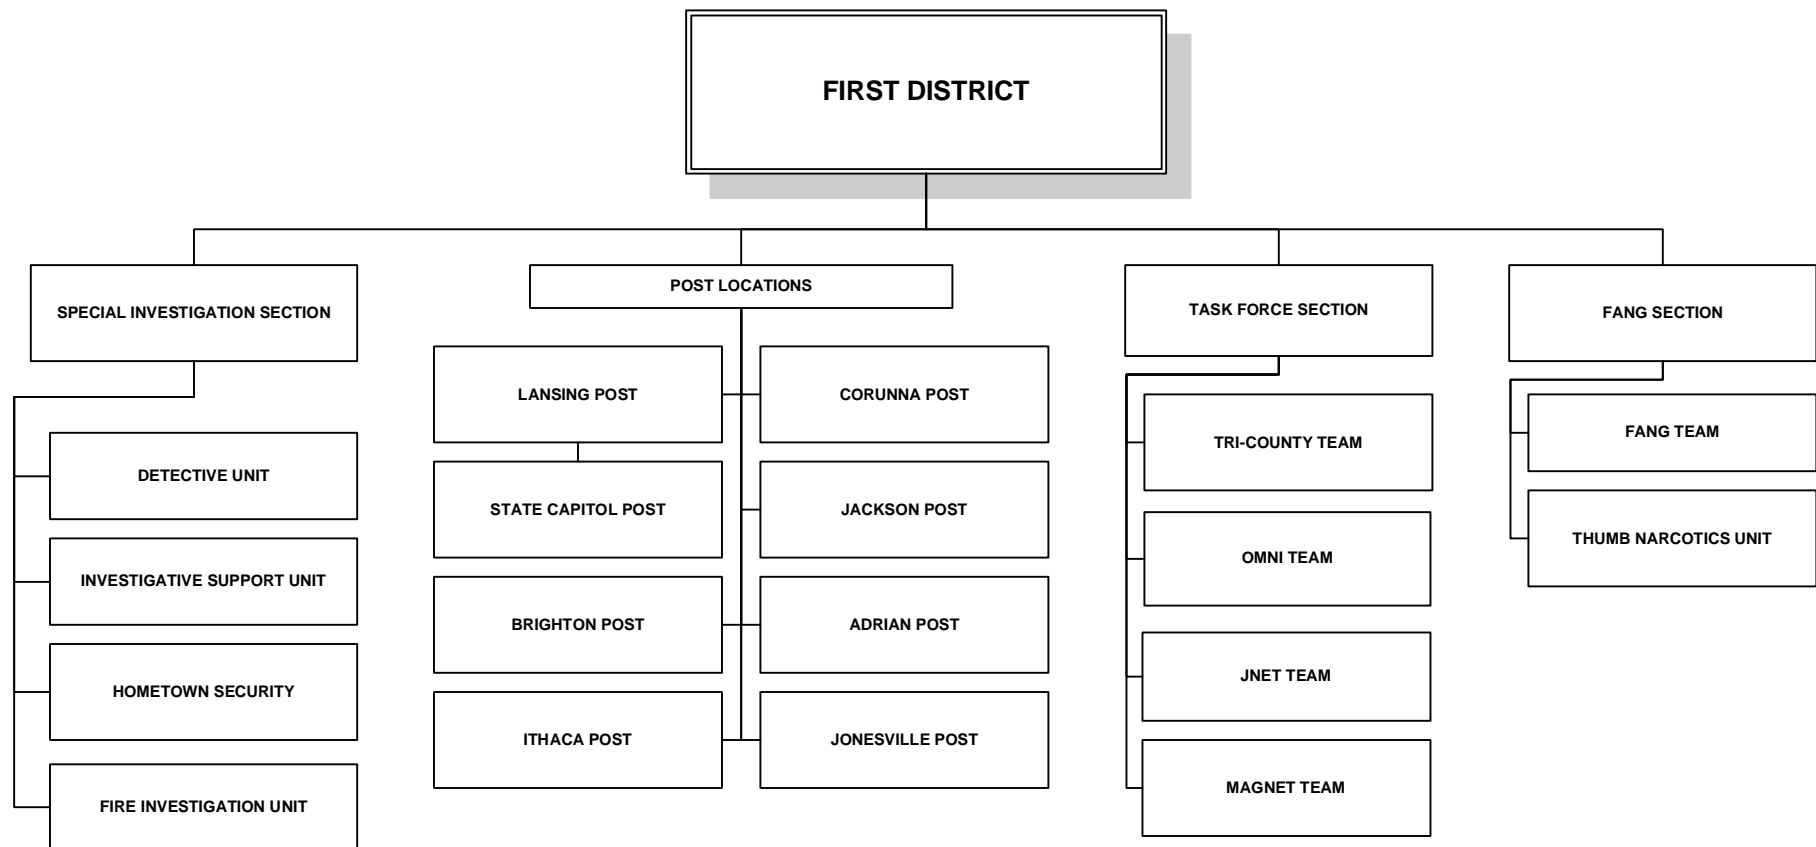 FIRST DISTRICT
SPECIAL INVESTIGATION SECTION
DETECTIVE UNIT
INVESTIGATIVE SUPPORT UNIT
HOMETOWN SECURITY
FIRE INVESTIGATION UNIT
POST LOCATIONS
LANSING POST
CORUNNA POST
STATE CAPITOL POST
JACKSON POST
BRIGHTON POST
ADRIAN POST
ITHACA POST
JONESVILLE POST
TASK FORCE SECTION
TRI-COUNTY TEAM
OMNI TEAM
JNET TEAM
MAGNET TEAM
FANG SECTION
FANG TEAM
THUMB NARCOTICS UNIT